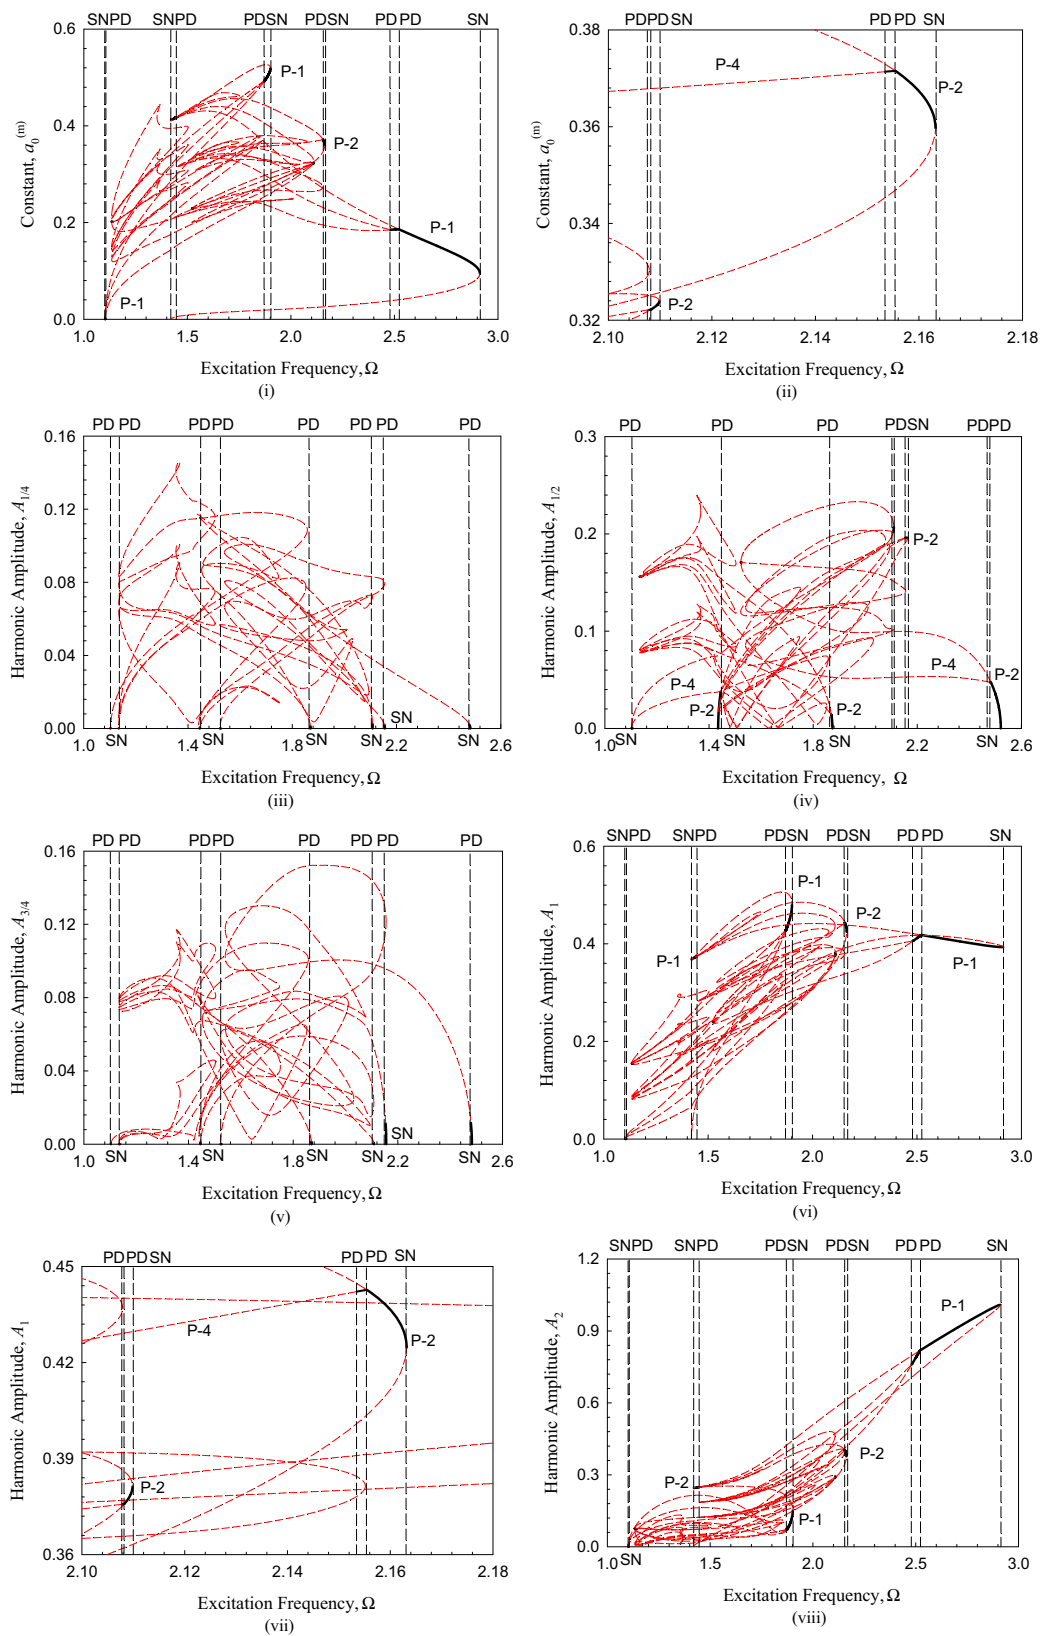 SNPD SNPD PDSN PDSN PD PD SN
0.6
0.4
0.2
0.0
Constant, a0(m)
P-1
P-2
P-1
P-1
1.0 1.5 2.0 2.5 3.0
Excitation Frequency, Ω
(i)
PDPD SN PD PD SN
0.38
0.36
0.34
0.32
Constant, a0(m)
P-4
P-2
P-2
2.10 2.12 2.14 2.16 2.18
Excitation Frequency, Ω
(ii)
PD PD PD PD PD PD PD PD
0.16
0.12
0.08
0.04
0.00
Harmonic Amplitude, A1/4
SN
1.0 SN 1.4 SN 1.8 SN SN 2.2 SN 2.6
Excitation Frequency, Ω
(iii)
PD PD PD PDSN PDPD
0.3
0.2
0.1
0.0
Harmonic Amplitude, A1/2
P-2
P-4
P-4
P-2
P-2
P-2
1.0 SN 1.4 SN 1.8 SN 2.2 SN 2.6
Excitation Frequency, Ω
(iv)
PD PD PD PD PD PD PD PD
0.16
0.12
0.08
0.04
0.00
Harmonic Amplitude, A3/4
SN
1.0 SN 1.4 SN 1.8 SN SN 2.2 SN 2.6
Excitation Frequency, Ω
(v)
SNPD SNPD PDSN PDSN PD PD SN
0.6
0.4
0.2
0.0
Harmonic Amplitude, A1
P-1
P-2
P-1
P-1
1.0 1.5 2.0 2.5 3.0
Excitation Frequency, Ω
(vi)
PD PD SN PD PD SN
0.45
0.42
0.39
0.36
Harmonic Amplitude, A1
P-4
P-2
P-2
2.10 2.12 2.14 2.16 2.18
Excitation Frequency, Ω
(vii)
SNPD SNPD PDSN PDSN PD PD SN
1.2
0.9
0.6
0.3
0.0
Harmonic Amplitude, A2
P-1
P-2
P-2
P-1
1.0 SN 1.5 2.0 2.5 3.0
Excitation Frequency, Ω
(viii)